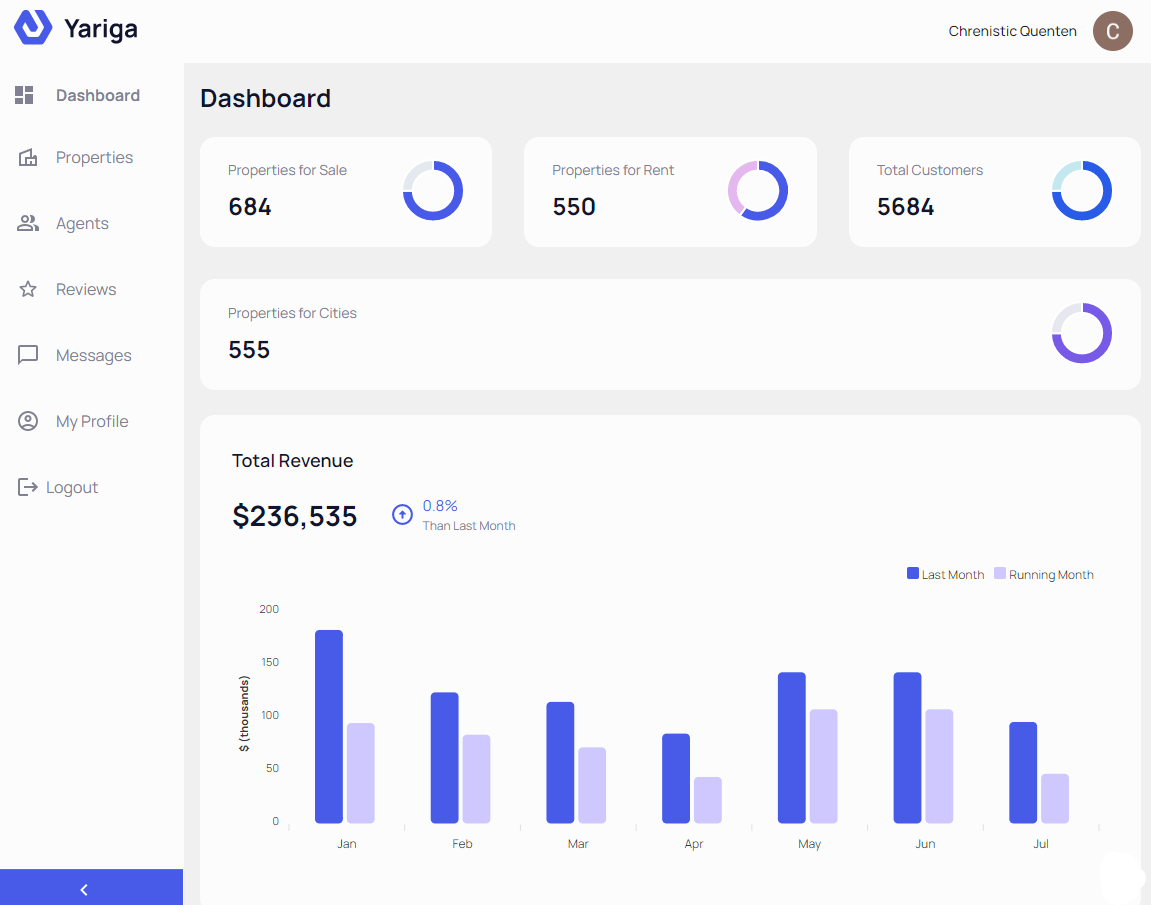 Yariga
Chrenistic Quenten
C
Dashboard
Properties
Agents
Reviews
Messages
My Profile
Logout
Dashboard
Properties for Sale
684
Properties for Rent
550
Total Customers
5684
Properties for Cities
555
Total Revenue
$236,535
0.8%
Than Last Month
Last Month Running Month
$ (thousands)
200
150
100
50
0
Jan Feb Mar Apr May Jun Jul